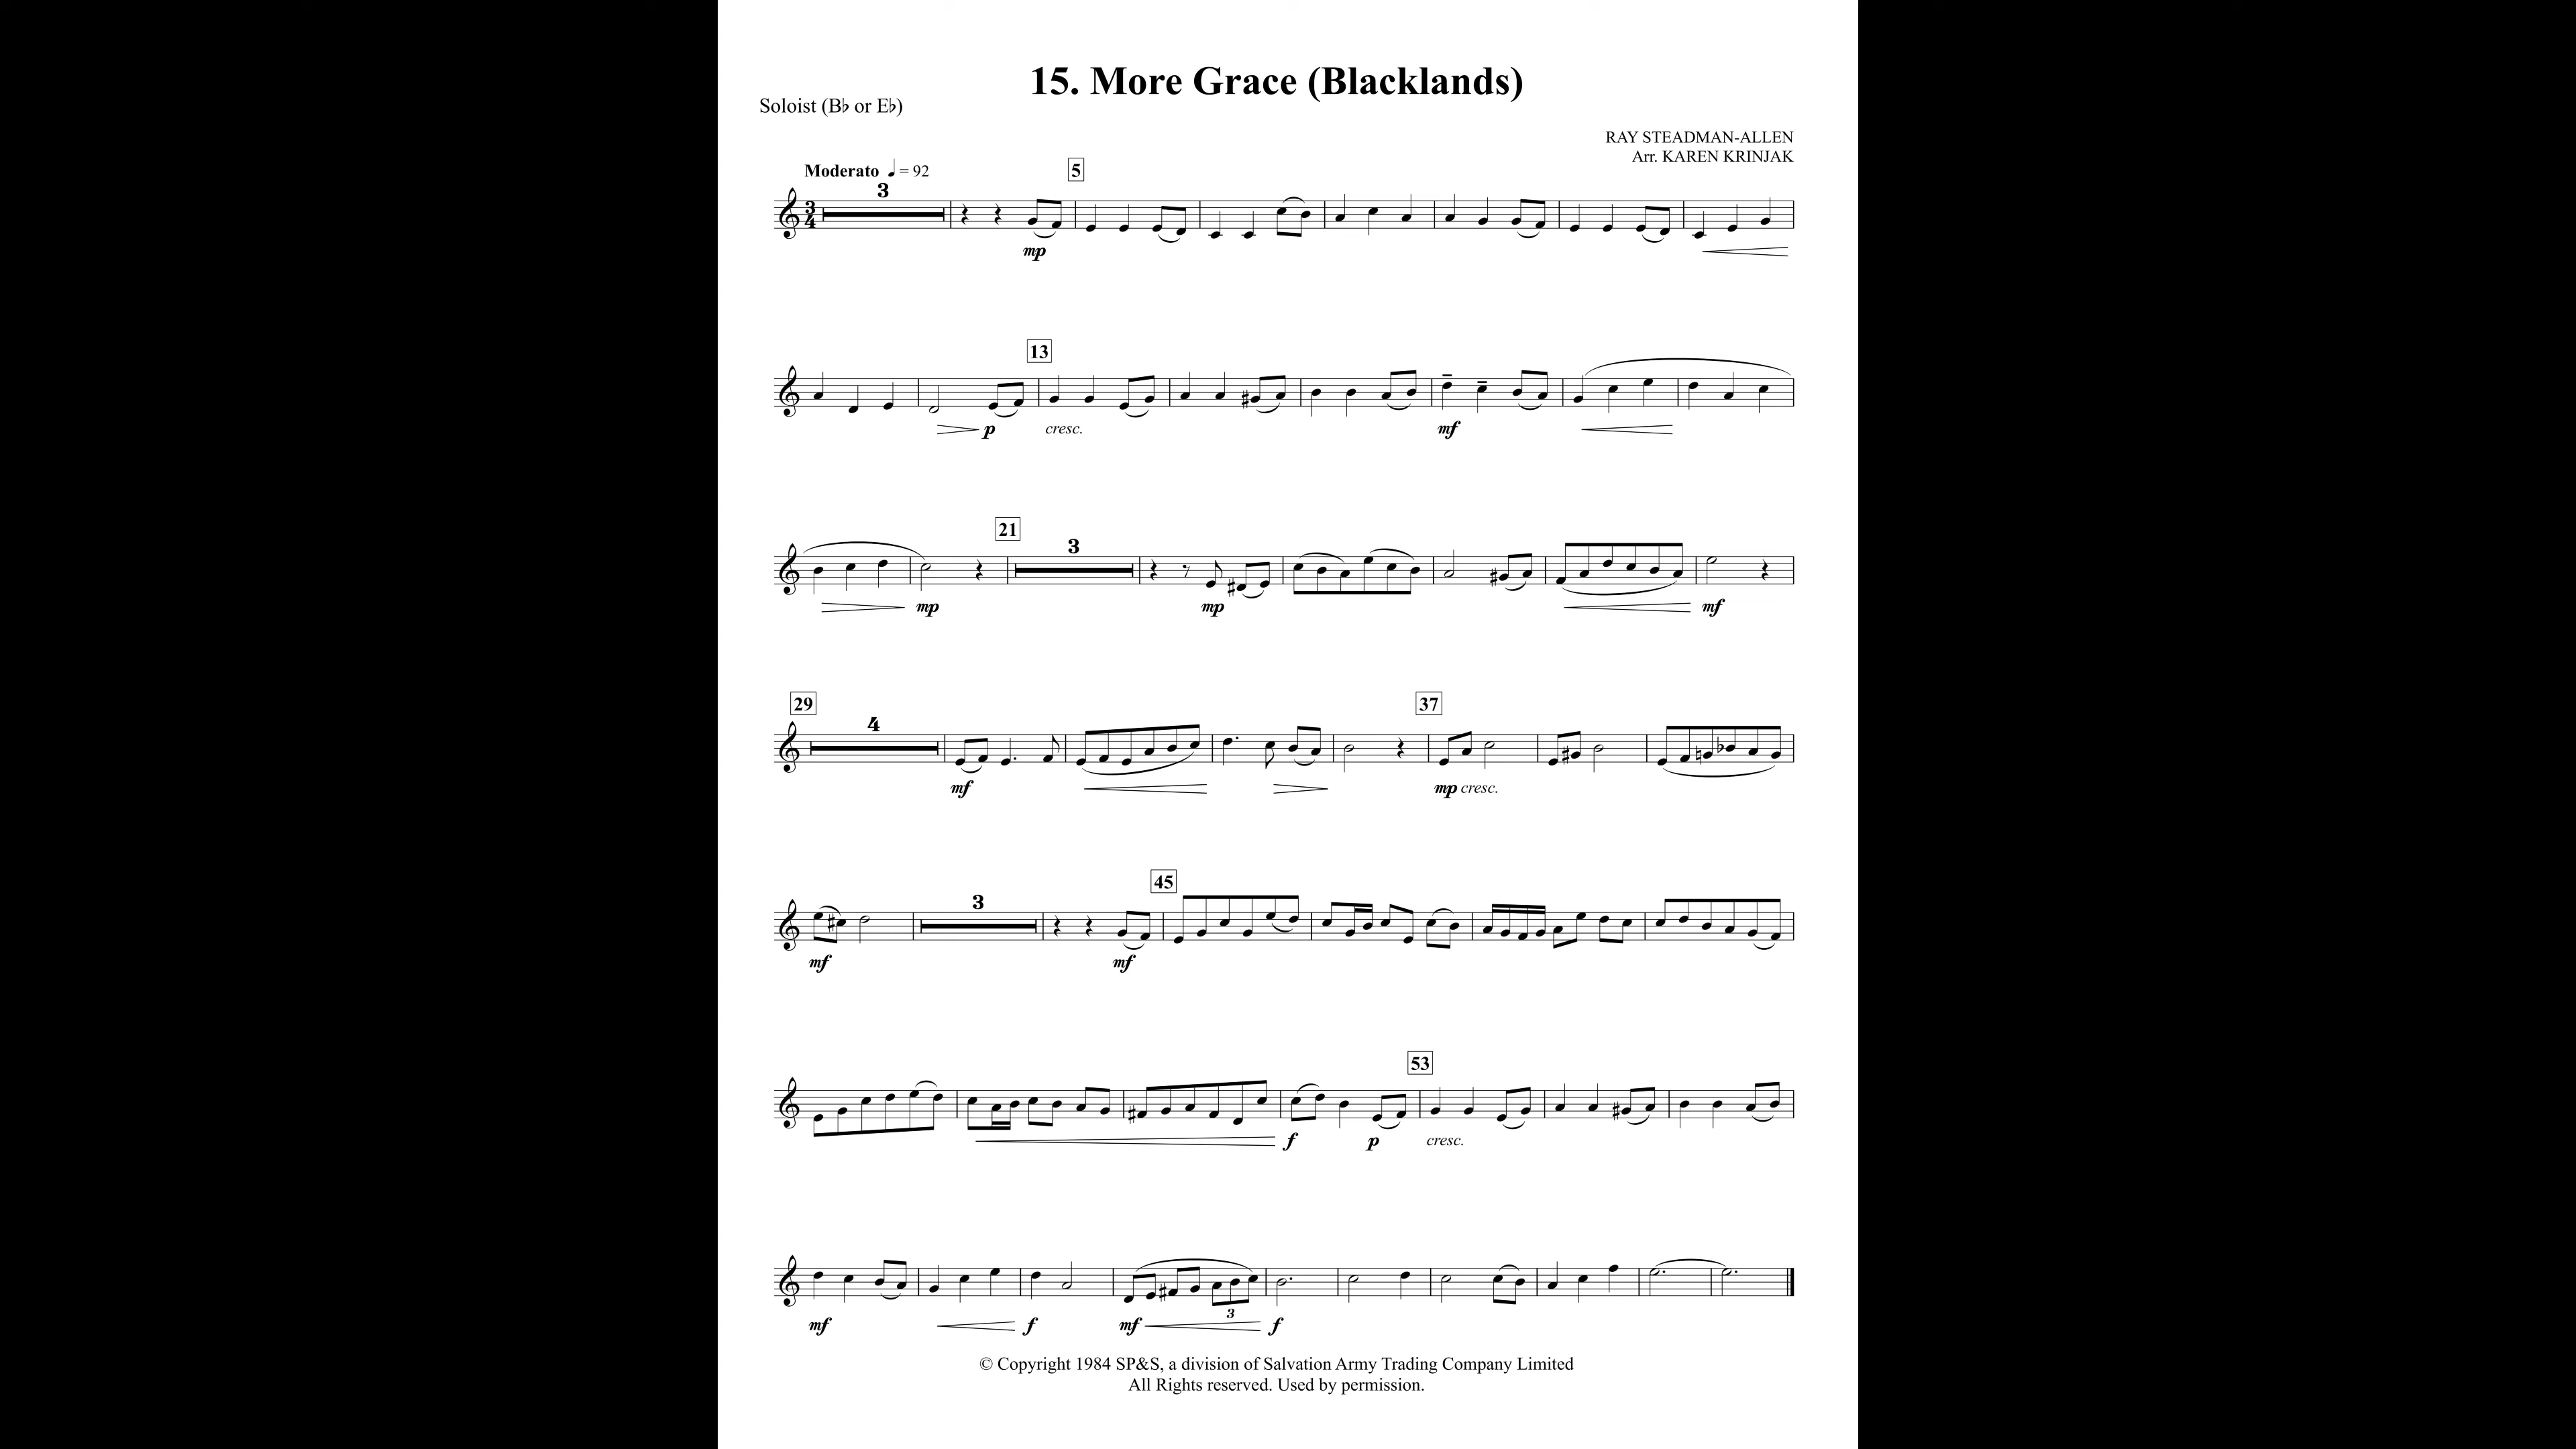 15. More Grace (Blacklands)
Soloist (B♭ or E♭)
RAY STEADMAN-ALLEN
Arr. KAREN KRINJAK
Moderato ♩ = 92
5
3
3
4
mp
13
p cresc. mf
21
3
mp mp mf
29
37
4
mf mp cresc.
45
3
mf mf
53
f p cresc.
3
mf f mf f
© Copyright 1984 SP&S, a division of Salvation Army Trading Company Limited
All Rights reserved. Used by permission.